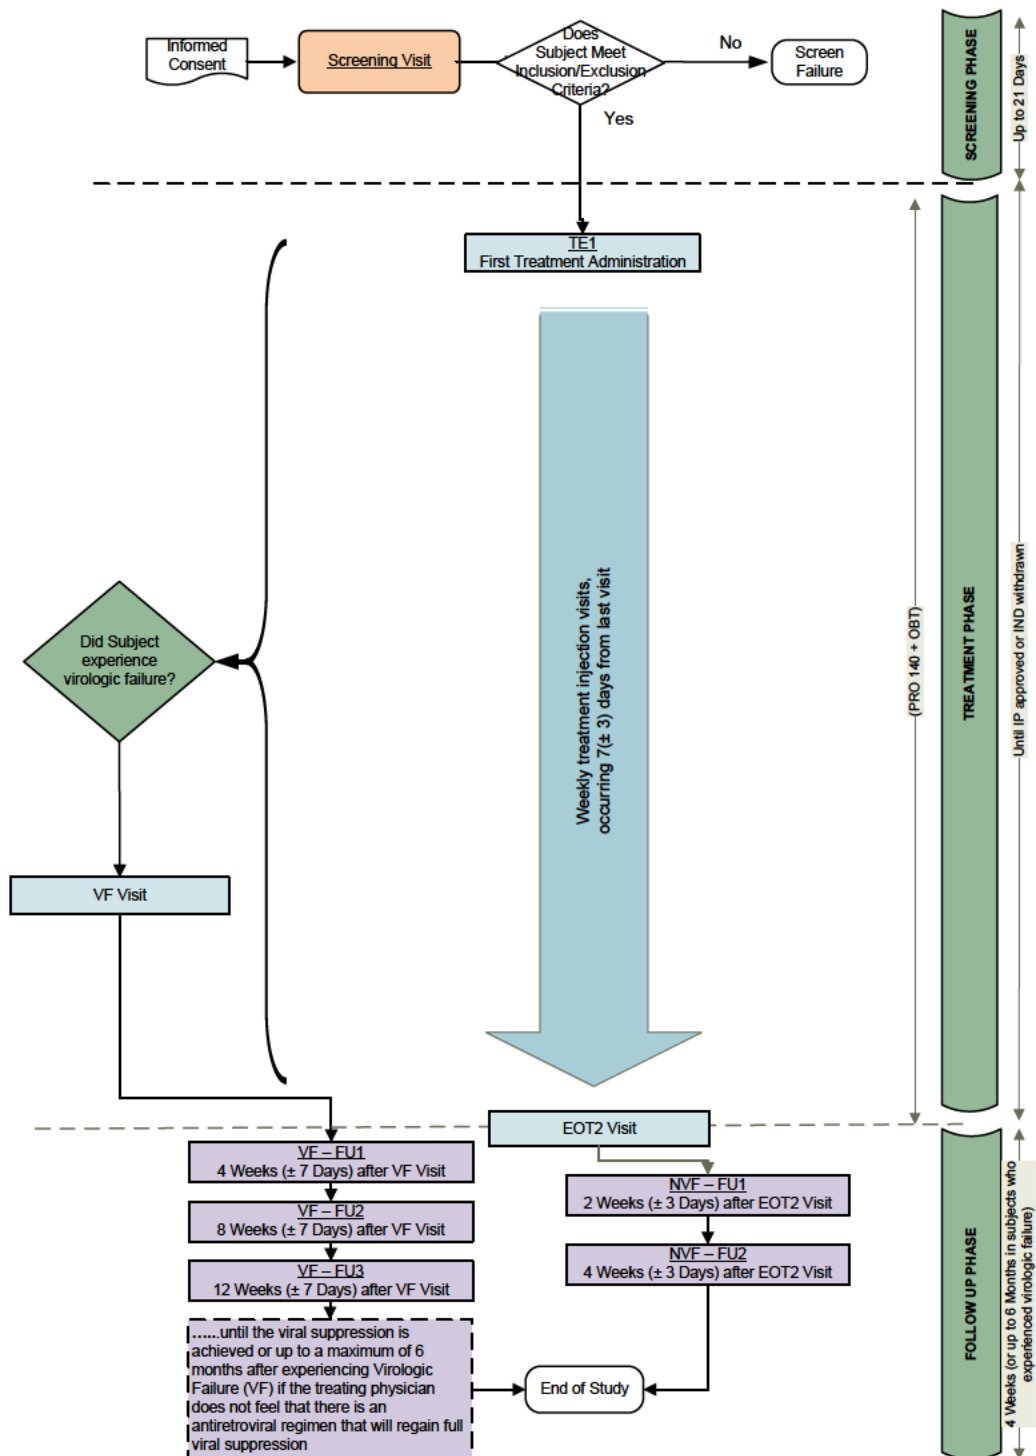 Informed
Consent
Screening Visit
Does
Subject Meet
Inclusion/Exclusion
Criteria?
No
Screen
Failure
Yes
SCREENING PHASE
Up to 21 Days
TE1
First Treatment Administration
Weekly treatment injection visits,
occurring 7(± 3) days from last visit
(PRO 140 + OBT)
TREATMENT PHASE
Until IP approved or IND withdrawn
Did Subject
experience
virologic failure?
VF Visit
EOT2 Visit
VF – FU1
4 Weeks (± 7 Days) after VF Visit
VF – FU2
8 Weeks (± 7 Days) after VF Visit
VF – FU3
12 Weeks (± 7 Days) after VF Visit
…...until the viral suppression is
achieved or up to a maximum of 6
months after experiencing Virologic
Failure (VF) if the treating physician
does not feel that there is an
antiretroviral regimen that will regain full
viral suppression
NVF – FU1
2 Weeks (± 3 Days) after EOT2 Visit
NVF – FU2
4 Weeks (± 3 Days) after EOT2 Visit
End of Study
FOLLOW UP PHASE
4 Weeks (or up to 6 Months in subjects who
experienced virologic failure)